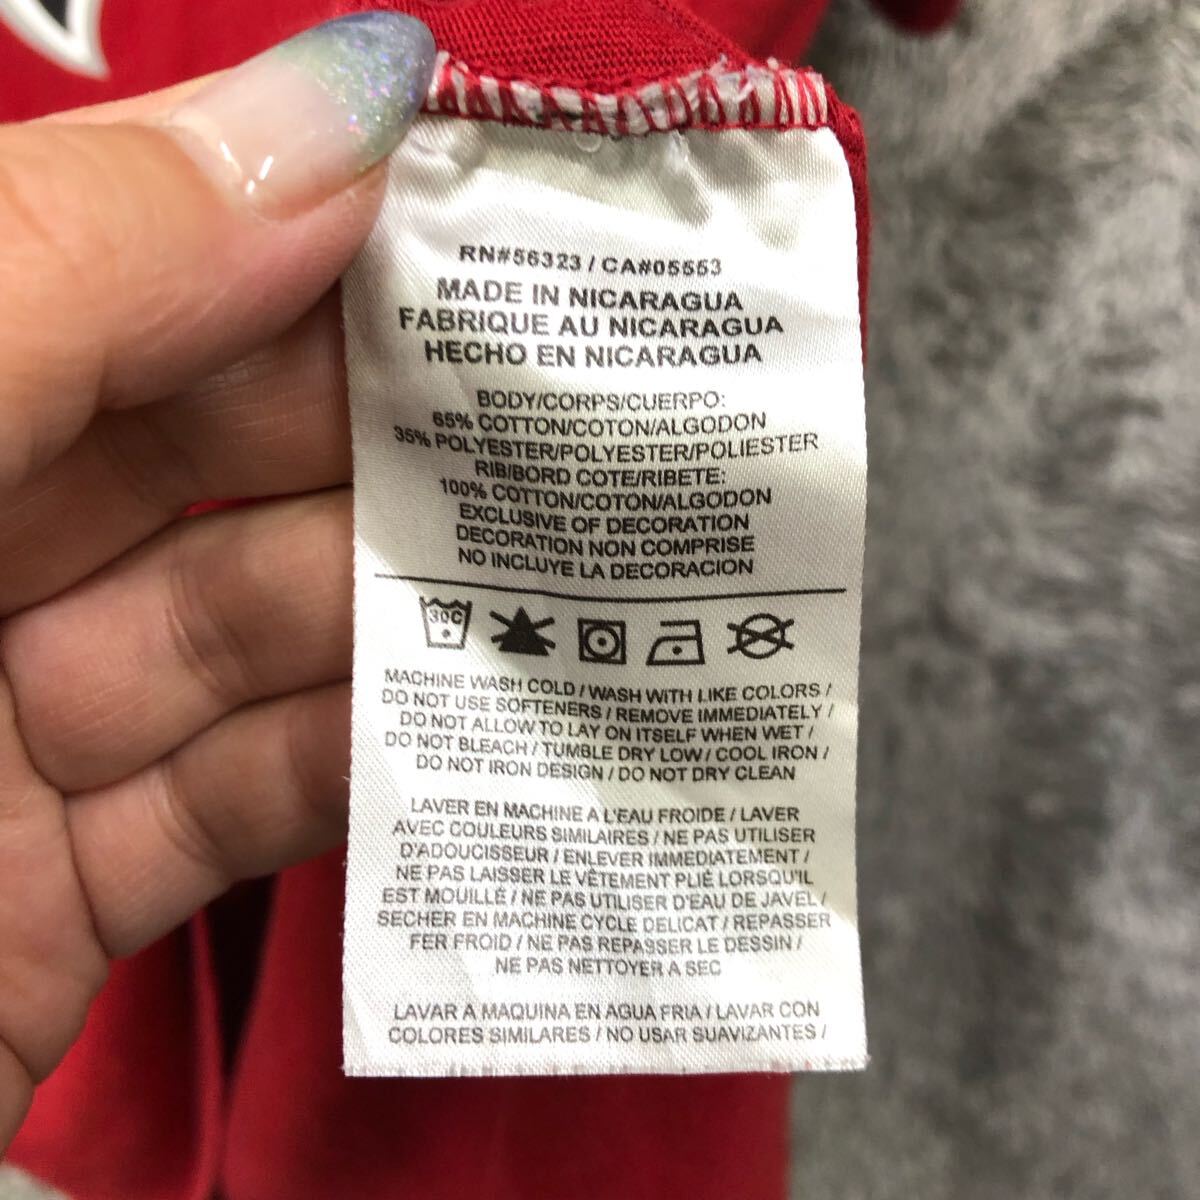 RN#56323 / CA#05553
MADE IN NICARAGUA
FABRIQUE AU NICARAGUA
HECHO EN NICARAGUA
BODY/CORPS/CUERPO:
65% COTTON/COTON/ALGODON
35% POLYESTER/POLYESTER/POLIESTER
RIB/BORD COTE/RIBETE:
100% COTTON/COTON/ALGODON
EXCLUSIVE OF DECORATION
DECORATION NON COMPRISE
NO INCLUYE LA DECORACION
30C
MACHINE WASH COLD / WASH WITH LIKE COLORS /
DO NOT USE SOFTENERS / REMOVE IMMEDIATELY /
DO NOT ALLOW TO LAY ON ITSELF WHEN WET /
DO NOT BLEACH / TUMBLE DRY LOW / COOL IRON /
DO NOT IRON DESIGN / DO NOT DRY CLEAN
LAVER EN MACHINE A L'EAU FROIDE / LAVER
AVEC COULEURS SIMILAIRES / NE PAS UTILISER
D'ADOUCISSEUR / ENLEVER IMMEDIATEMENT /
NE PAS LAISSER LE VÊTEMENT PLIÉ LORSQU'IL
EST MOUILLÉ / NE PAS UTILISER D'EAU DE JAVEL /
SECHER EN MACHINE CYCLE DELICAT / REPASSER
FER FROID / NE PAS REPASSER LE DESSIN /
NE PAS NETTOYER A SEC
LAVAR A MAQUINA EN AGUA FRIA / LAVAR CON
COLORES SIMILARES / NO USAR SUAVIZANTES /